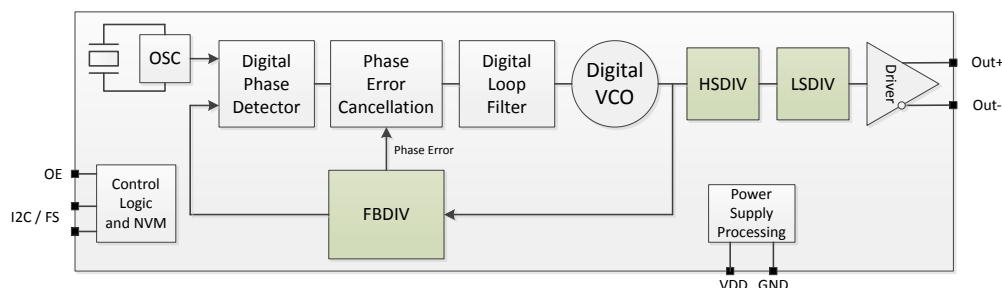 OSC
Digital
Phase
Detector
Phase
Error
Cancellation
Digital
Loop
Filter
Digital
VCO
HSDIV
LSDIV
Driver
Out+
Out-
Phase Error
FBDIV
OE
I2C / FS
Control
Logic
and NVM
Power
Supply
Processing
VDD GND